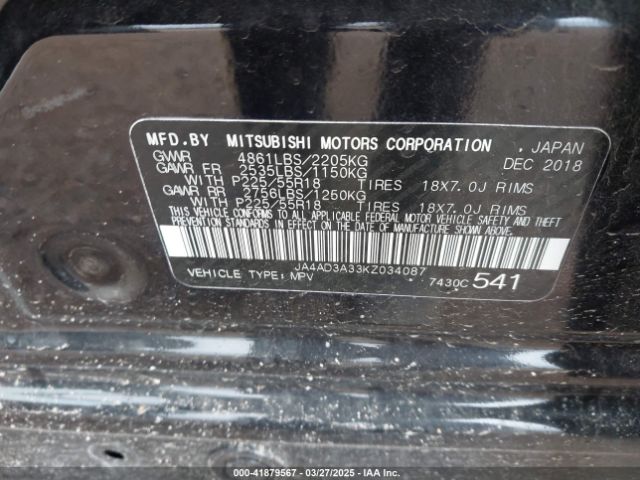 MFD.BY MITSUBISHI MOTORS CORPORATION , JAPAN
GVWR 4861LBS/2205KG DEC 2018
GAWR FR 2535LBS/1150KG
WITH P225/55R18 TIRES 18X7.0J RIMS
GAWR RR 2756LBS/1250KG
WITH P225/55R18 TIRES 18X7.0J RIMS
THIS VEHICLE CONFORMS TO ALL APPLICABLE FEDERAL MOTOR VEHICLE SAFETY AND THEFT
PREVENTION STANDARDS IN EFFECT ON THE DATE OF MANUFACTURE SHOWN ABOVE.
JA4AD3A33KZ034087
VEHICLE TYPE: MPV 7430C 541
000-41879567 | 03/27/2025 | IAAI.COM